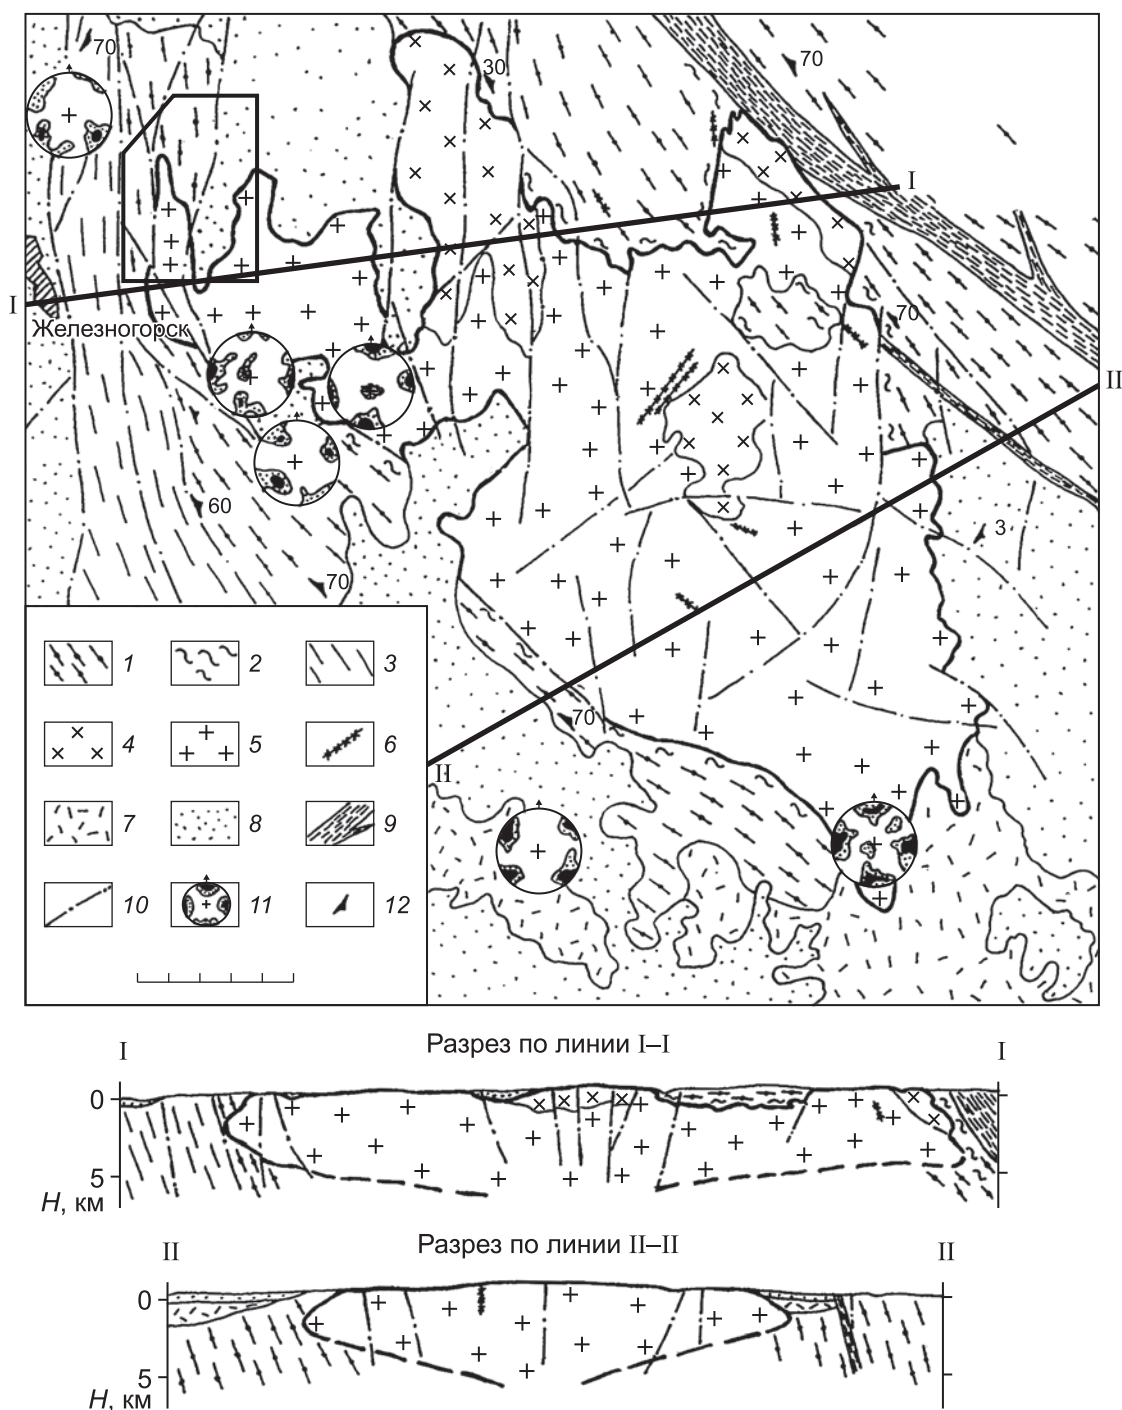 70
30
70
I
I
Железногорск
70
II
60
3
70
70
II
1 2 3
4 5 6
7 8 9
10 11 12
Разрез по линии I–I
I I
0
5
H, км
Разрез по линии II–II
II II
0
5
H, км